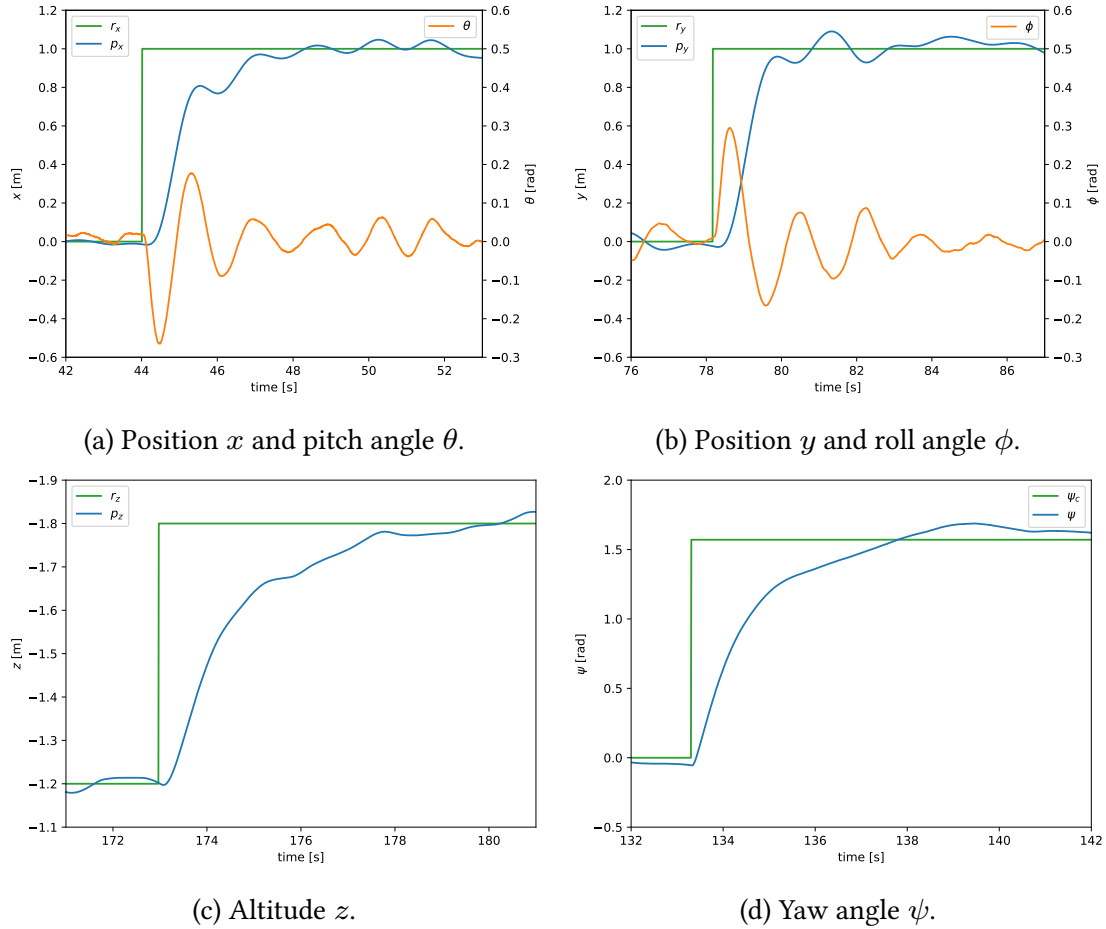 1.2
1.0
0.8
0.6
0.4
0.2
0.0
−0.2
−0.4
−0.6
x [m]
r_x
p_x
θ
0.6
0.5
0.4
0.3
0.2
0.1
0.0
−0.1
−0.2
−0.3
θ [rad]
42 44 46 48 50 52
time [s]
(a) Position x and pitch angle θ.
1.2
1.0
0.8
0.6
0.4
0.2
0.0
−0.2
−0.4
−0.6
y [m]
r_y
p_y
ϕ
0.6
0.5
0.4
0.3
0.2
0.1
0.0
−0.1
−0.2
−0.3
ϕ [rad]
76 78 80 82 84 86
time [s]
(b) Position y and roll angle ϕ.
−1.9
−1.8
−1.7
−1.6
−1.5
−1.4
−1.3
−1.2
−1.1
z [m]
r_z
p_z
172 174 176 178 180
time [s]
(c) Altitude z.
2.0
1.5
1.0
0.5
0.0
−0.5
ψ [rad]
ψ_c
ψ
132 134 136 138 140 142
time [s]
(d) Yaw angle ψ.